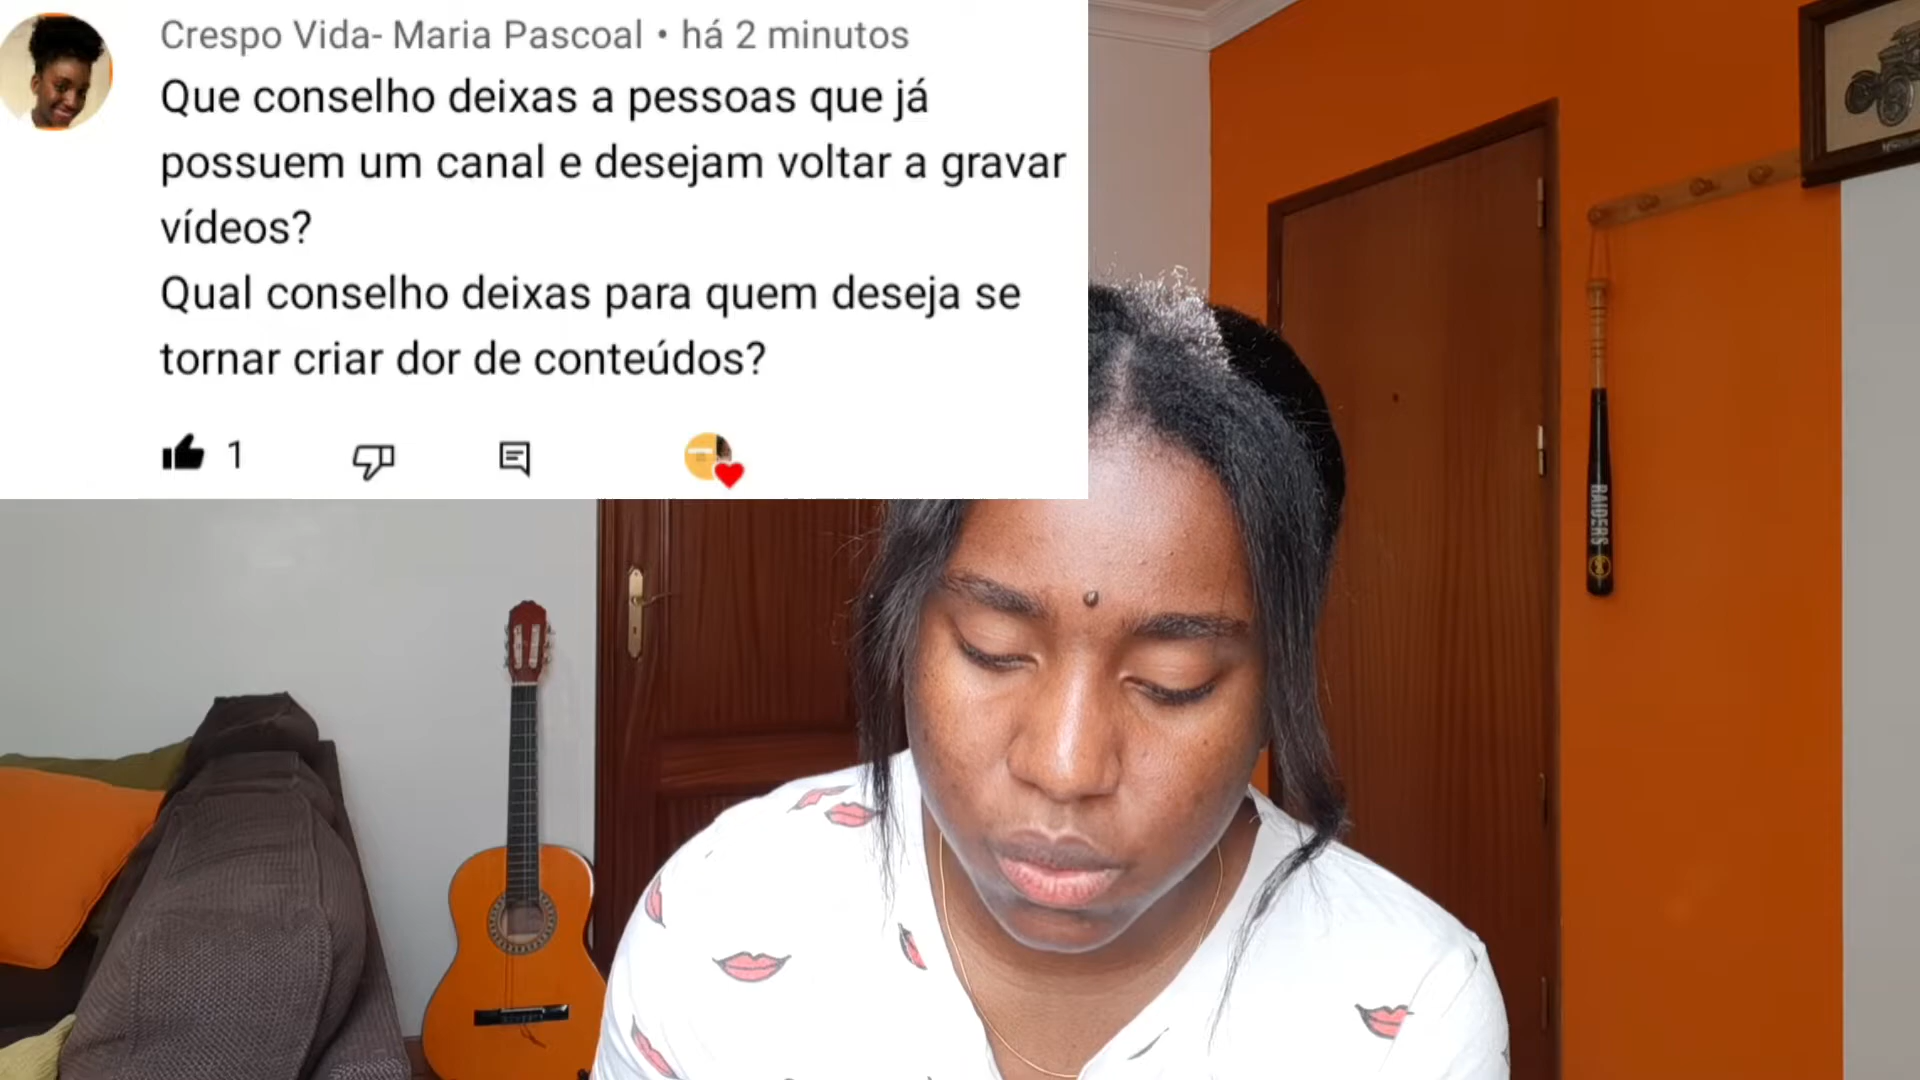 Crespo Vida- Maria Pascoal • há 2 minutos
Que conselho deixas a pessoas que já
possuem um canal e desejam voltar a gravar
vídeos?
Qual conselho deixas para quem deseja se
tornar criar dor de conteúdos?
1
RAIDERS